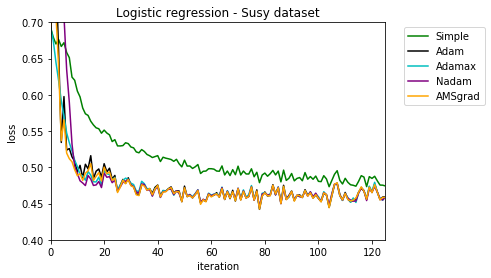 Logistic regression - Susy dataset
0.70
0.65
0.60
0.55
0.50
0.45
0.40
loss
0 20 40 60 80 100 120
iteration
Simple
Adam
Adamax
Nadam
AMSgrad